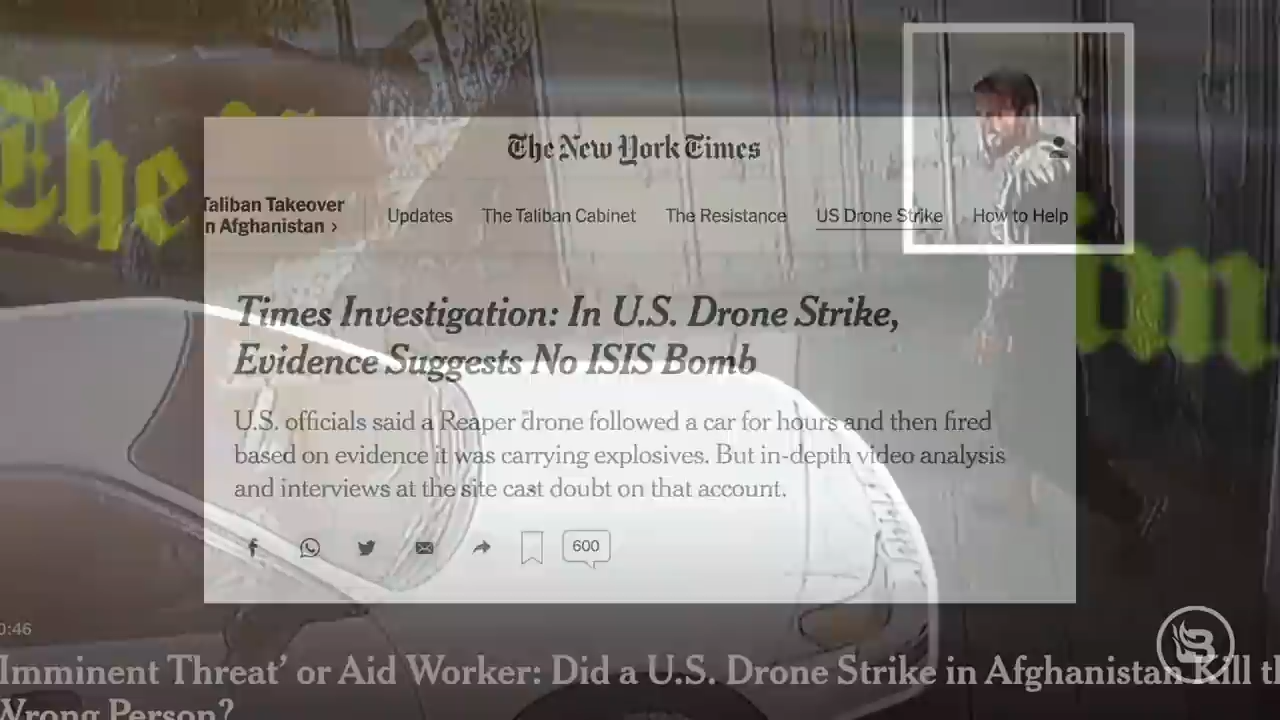 The
The New York Times
Taliban Takeover
n Afghanistan ›
Updates
The Taliban Cabinet
The Resistance
US Drone Strike
How to Help
im
Times Investigation: In U.S. Drone Strike,
Evidence Suggests No ISIS Bomb
U.S. officials said a Reaper drone followed a car for hours and then fired
based on evidence it was carrying explosives. But in-depth video analysis
and interviews at the site cast doubt on that account.
600
0:46
Imminent Threat’ or Aid Worker: Did a U.S. Drone Strike in Afghanistan Kill th
Wrong Person?